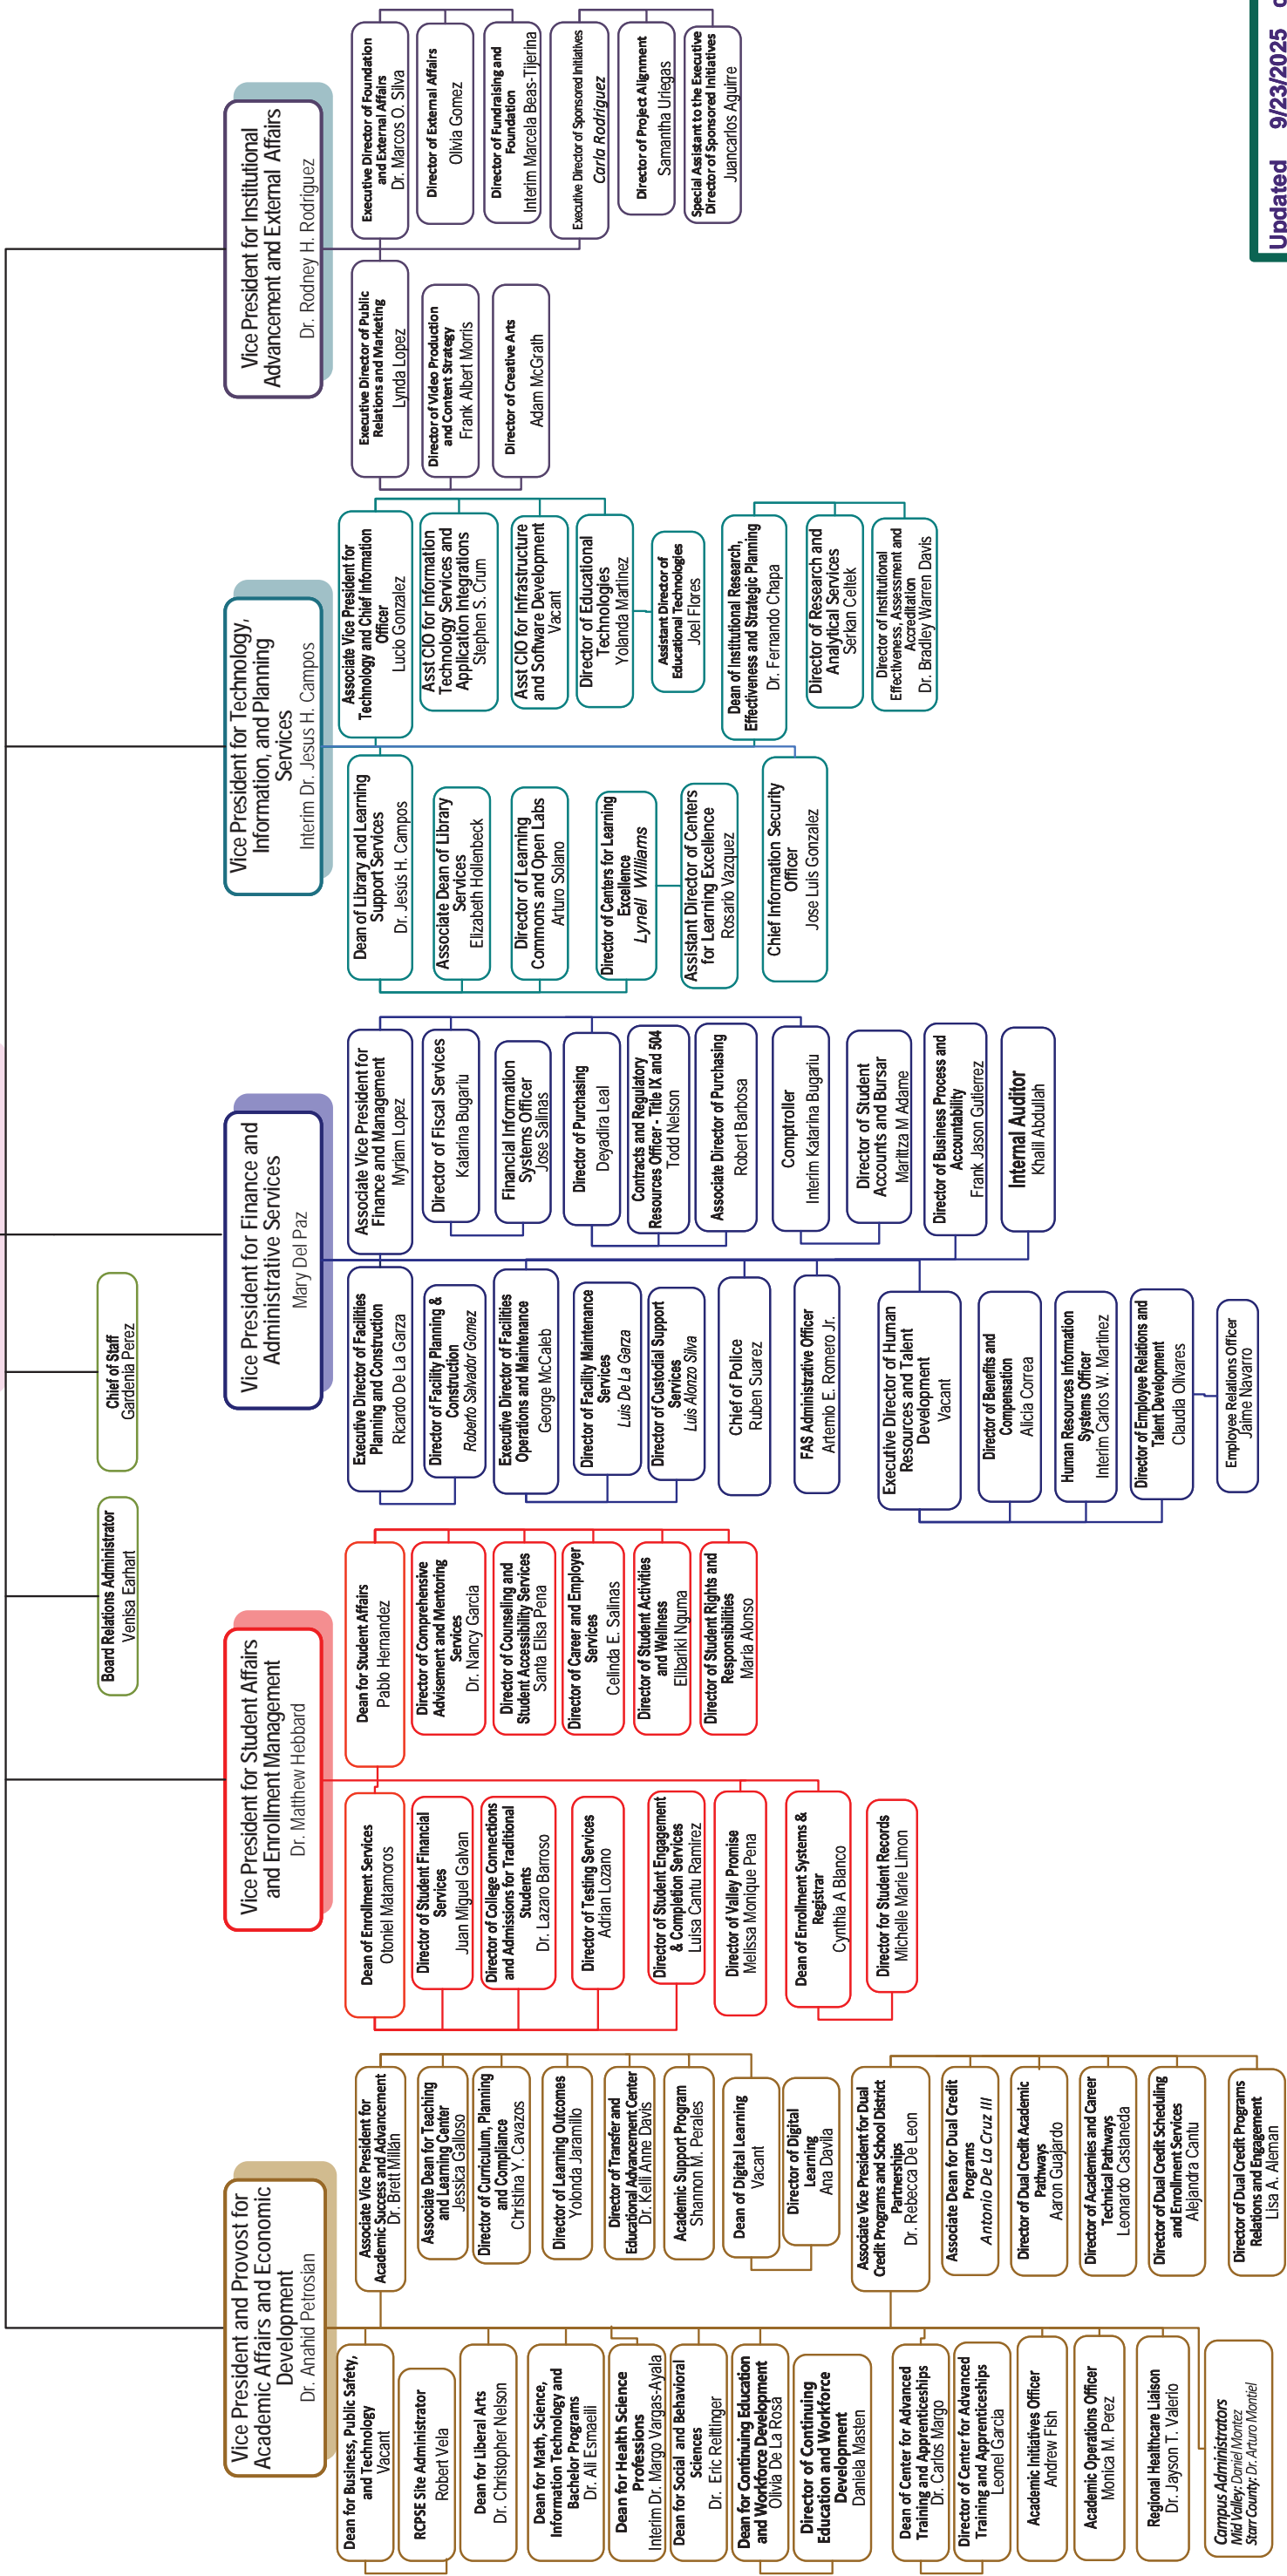 Board Relations Administrator
Venisa Earhart
Chief of Staff
Gardenia Perez
Vice President and Provost for
Academic Affairs and Economic
Development
Dr. Anahid Petrosian
Dean for Business, Public Safety,
and Technology
Vacant
RCPSE Site Administrator
Robert Vela
Dean for Liberal Arts
Dr. Christopher Nelson
Dean for Math, Science,
Information Technology and
Bachelor Programs
Dr. Ali Esmaeili
Dean for Health Science
Professions
Interim Dr. Margo Vargas-Ayala
Dean for Social and Behavioral
Sciences
Dr. Eric Reittinger
Dean for Continuing Education
and Workforce Development
Olivia De La Rosa
Director of Continuing
Education and Workforce
Development
Daniela Masten
Dean of Center for Advanced
Training and Apprenticeships
Dr. Carlos Margo
Director of Center for Advanced
Training and Apprenticeships
Leonel Garcia
Academic Initiatives Officer
Andrew Fish
Academic Operations Officer
Monica M. Perez
Regional Healthcare Liaison
Dr. Jayson T. Valerio
Campus Administrators
Mid Valley: Daniel Montez
Starr County: Dr. Arturo Montiel
Associate Vice President for
Academic Success and Advancement
Dr. Brett Millán
Associate Dean for Teaching
and Learning Center
Jessica Galloso
Director of Curriculum, Planning
and Compliance
Christina Y. Cavazos
Director of Learning Outcomes
Yolonda Jaramillo
Director of Transfer and
Educational Advancement Center
Dr. Kelli Anne Davis
Academic Support Program
Shannon M. Perales
Dean of Digital Learning
Vacant
Director of Digital
Learning
Ana Davila
Associate Vice President for Dual
Credit Programs and School District
Partnerships
Dr. Rebecca De Leon
Associate Dean for Dual Credit
Programs
Antonio De La Cruz III
Director of Dual Credit Academic
Pathways
Aaron Guajardo
Director of Academies and Career
Technical Pathways
Leonardo Castaneda
Director of Dual Credit Scheduling
and Enrollment Services
Alejandra Cantu
Director of Dual Credit Programs
Relations and Engagement
Lisa A. Aleman
Vice President for Student Affairs
and Enrollment Management
Dr. Matthew Hebbard
Dean of Enrollment Services
Otoniel Matamoros
Director of Student Financial
Services
Juan Miguel Galvan
Director of College Connections
and Admissions for Traditional
Students
Dr. Lazaro Barroso
Director of Testing Services
Adrian Lozano
Director of Student Engagement
& Completion Services
Luisa Cantu Ramirez
Director of Valley Promise
Melissa Monique Pena
Dean of Enrollment Systems &
Registrar
Cynthia A Blanco
Director for Student Records
Michelle Marie Limon
Dean for Student Affairs
Pablo Hernandez
Director of Comprehensive
Advisement and Mentoring
Services
Dr. Nancy Garcia
Director of Counseling and
Student Accessibility Services
Santa Elisa Pena
Director of Career and Employer
Services
Celinda E. Salinas
Director of Student Activities
and Wellness
Elibariki Nguma
Director of Student Rights and
Responsibilities
Maria Alonso
Vice President for Finance and
Administrative Services
Mary Del Paz
Executive Director of Facilities
Planning and Construction
Ricardo De La Garza
Director of Facility Planning &
Construction
Roberto Salvador Gomez
Executive Director of Facilities
Operations and Maintenance
George McCaleb
Director of Facility Maintenance
Services
Luis De La Garza
Director of Custodial Support
Services
Luis Alonzo Silva
Chief of Police
Ruben Suarez
FAS Administrative Officer
Artemio E. Romero Jr.
Executive Director of Human
Resources and Talent
Development
Vacant
Director of Benefits and
Compensation
Alicia Correa
Human Resources Information
Systems Officer
Interim Carlos W. Martinez
Director of Employee Relations and
Talent Development
Claudia Olivares
Employee Relations Officer
Jaime Navarro
Associate Vice President for
Finance and Management
Myriam Lopez
Director of Fiscal Services
Katarina Bugariu
Financial Information
Systems Officer
Jose Salinas
Director of Purchasing
Deyadira Leal
Contracts and Regulatory
Resources Officer - Title IX and 504
Todd Nelson
Associate Director of Purchasing
Robert Barbosa
Comptroller
Interim Katarina Bugariu
Director of Student
Accounts and Bursar
Maritza M Adame
Director of Business Process and
Accountability
Frank Jason Gutierrez
Internal Auditor
Khalil Abdullah
Vice President for Technology,
Information, and Planning
Services
Interim Dr. Jesus H. Campos
Dean of Library and Learning
Support Services
Dr. Jesús H. Campos
Associate Dean of Library
Services
Elizabeth Hollenbeck
Director of Learning
Commons and Open Labs
Arturo Solano
Director of Centers for Learning
Excellence
Lynell Williams
Assistant Director of Centers
for Learning Excellence
Rosario Vazquez
Chief Information Security
Officer
Jose Luis Gonzalez
Associate Vice President for
Technology and Chief Information
Officer
Lucio Gonzalez
Asst CIO for Information
Technology Services and
Application Integrations
Stephen S. Crum
Asst CIO for Infrastructure
and Software Development
Vacant
Director of Educational
Technologies
Yolanda Martinez
Assistant Director of
Educational Technologies
Joel Flores
Dean of Institutional Research,
Effectiveness and Strategic Planning
Dr. Fernando Chapa
Director of Research and
Analytical Services
Serkan Celtek
Director of Institutional
Effectiveness, Assessment and
Accreditation
Dr. Bradley Warren Davis
Vice President for Institutional
Advancement and External Affairs
Dr. Rodney H. Rodriguez
Executive Director of Public
Relations and Marketing
Lynda Lopez
Director of Video Production
and Content Strategy
Frank Albert Morris
Director of Creative Arts
Adam McGrath
Executive Director of Foundation
and External Affairs
Dr. Marcos O. Silva
Director of External Affairs
Olivia Gomez
Director of Fundraising and
Foundation
Interim Marcela Beas-Tijerina
Executive Director of Sponsored Initiatives
Carla Rodriguez
Director of Project Alignment
Samantha Uriegas
Special Assistant to the Executive
Director of Sponsored Initiatives
Juancarlos Aguirre
Updated 9/23/2025